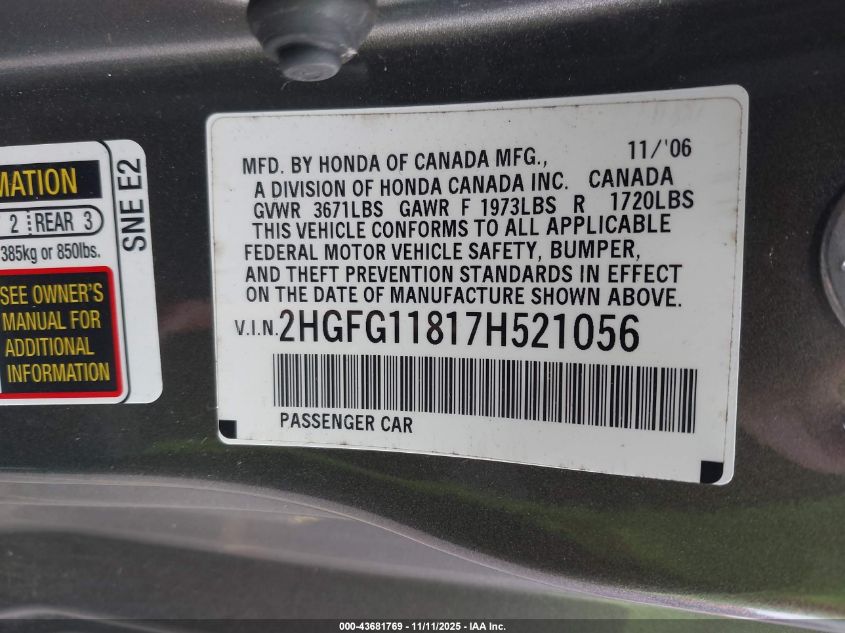 MATION
2 REAR 3
385kg or 850lbs.
SEE OWNER'S
MANUAL FOR
ADDITIONAL
INFORMATION
SNE E2
11/'06
MFD. BY HONDA OF CANADA MFG.,
A DIVISION OF HONDA CANADA INC. CANADA
GVWR 3671LBS GAWR F 1973LBS R 1720LBS
THIS VEHICLE CONFORMS TO ALL APPLICABLE
FEDERAL MOTOR VEHICLE SAFETY, BUMPER,
AND THEFT PREVENTION STANDARDS IN EFFECT
ON THE DATE OF MANUFACTURE SHOWN ABOVE.
V.I.N. 2HGFG11817H521056
PASSENGER CAR
000-43681769 - 11/11/2025 - IAA Inc.